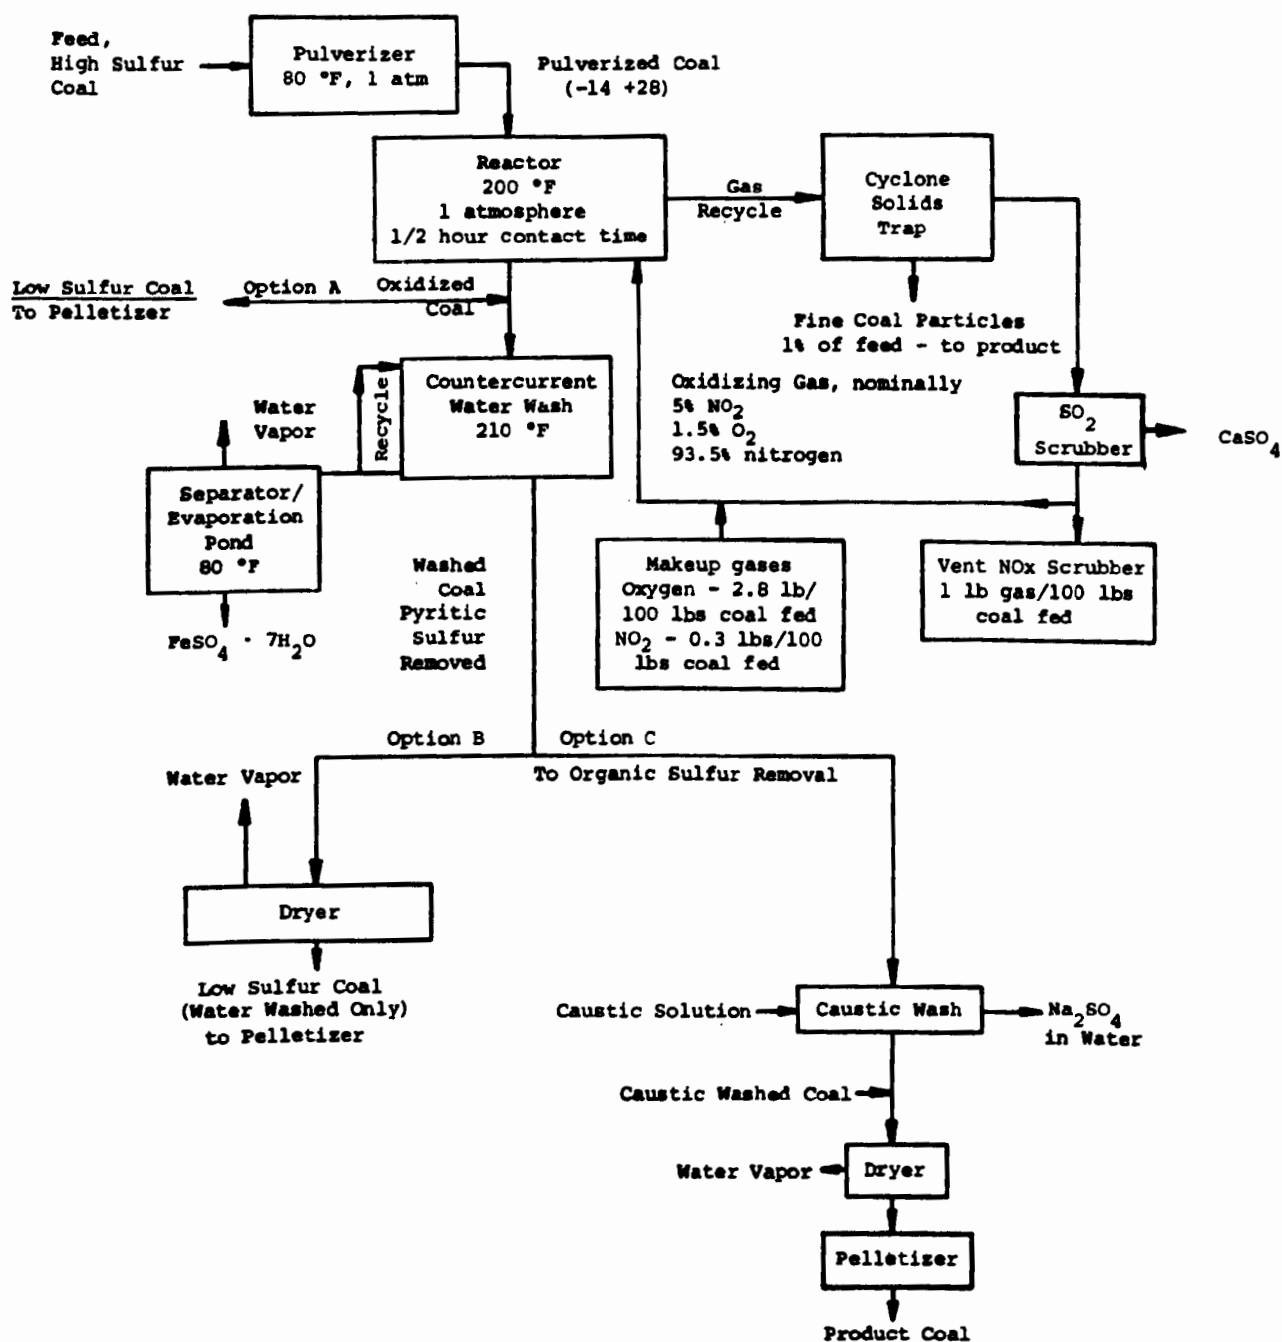 Feed,
High Sulfur
Coal
Pulverizer
80 °F, 1 atm
Pulverized Coal
(-14 +28)
Reactor
200 °F
1 atmosphere
1/2 hour contact time
Gas
Recycle
Cyclone
Solids
Trap
Low Sulfur Coal
To Pelletizer
Option A
Oxidized
Coal
Fine Coal Particles
1% of feed - to product
Countercurrent
Water Wash
210 °F
Recycle
Water
Vapor
Oxidizing Gas, nominally
5% NO2
1.5% O2
93.5% nitrogen
SO2
Scrubber
CaSO4
Separator/
Evaporation
Pond
80 °F
FeSO4 · 7H2O
Washed
Coal
Pyritic
Sulfur
Removed
Makeup gases
Oxygen - 2.8 lb/
100 lbs coal fed
NO2 - 0.3 lbs/100
lbs coal fed
Vent NOx Scrubber
1 lb gas/100 lbs
coal fed
Option B
Option C
To Organic Sulfur Removal
Water Vapor
Dryer
Low Sulfur Coal
(Water Washed Only)
to Pelletizer
Caustic Solution
Caustic Wash
Na2SO4
in Water
Caustic Washed Coal
Water Vapor
Dryer
Pelletizer
Product Coal